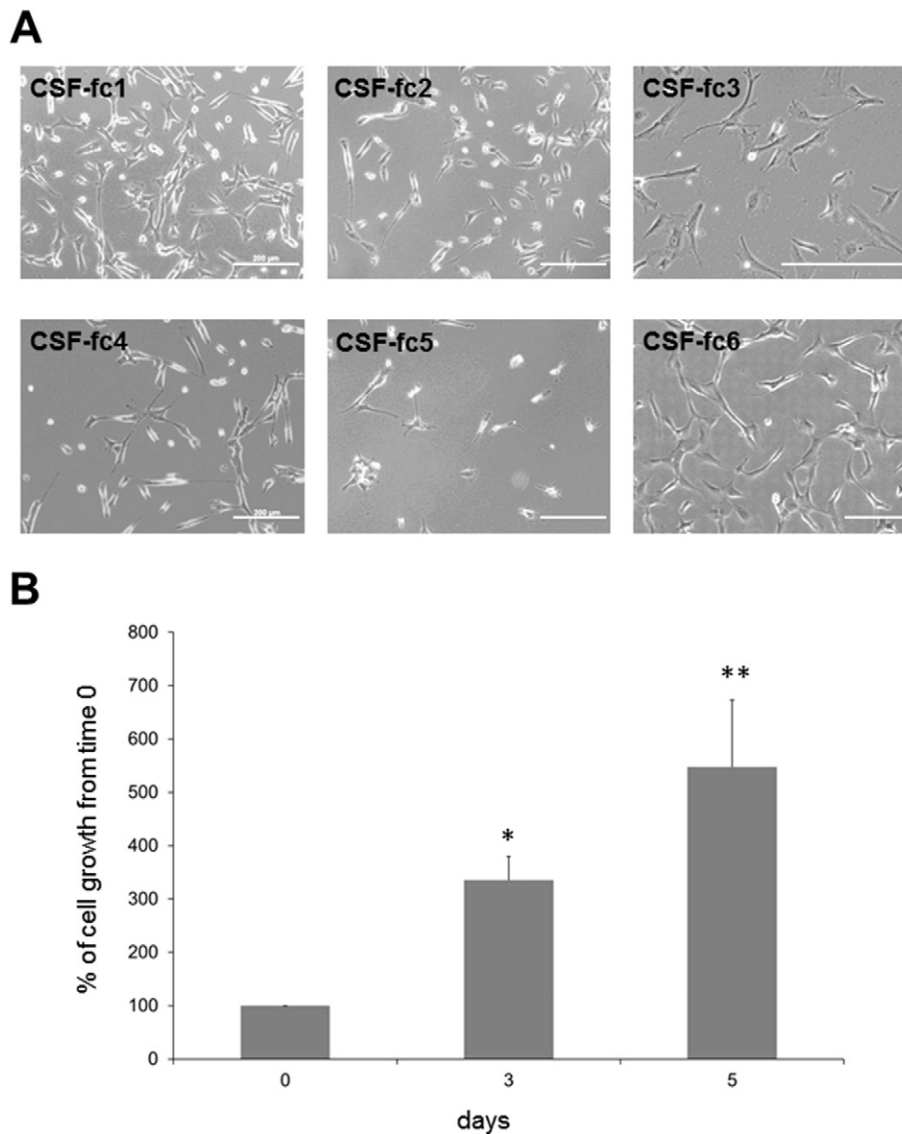 A
CSF-fc1
CSF-fc2
CSF-fc3
200 µm
CSF-fc4
CSF-fc5
CSF-fc6
200 µm
B
% of cell growth from time 0
800
700
600
500
400
300
200
100
0
**
*
0
3
5
days